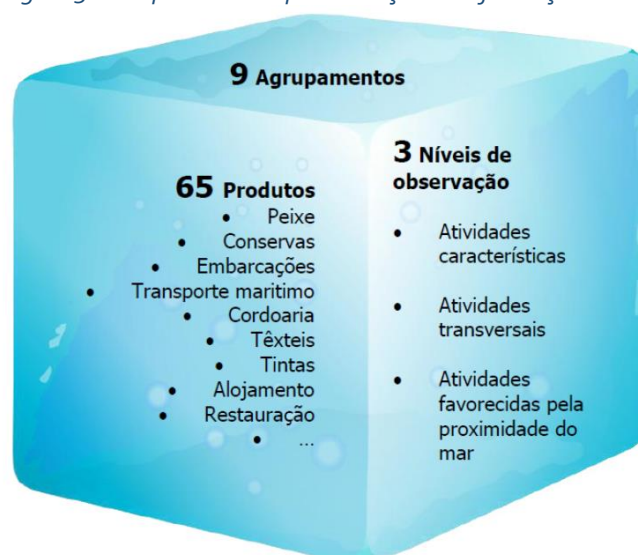 9 Agrupamentos
65 Produtos
• Peixe
• Conservas
• Embarcações
• Transporte maritimo
• Cordoaria
• Têxteis
• Tintas
• Alojamento
• Restauração
• ...
3 Níveis de
observação
• Atividades
características
• Atividades
transversais
• Atividades
favorecidas pela
proximidade do
mar